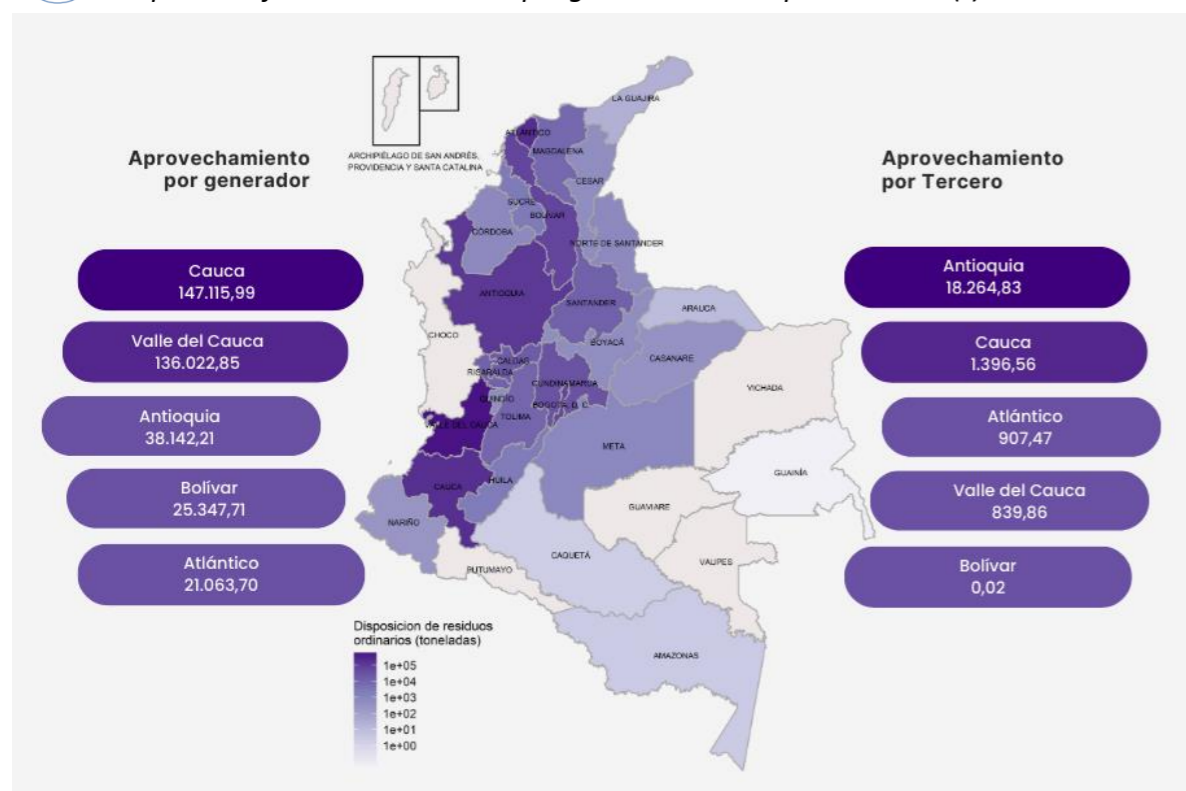 Aprovechamiento
por generador
Cauca
147.115,99
Valle del Cauca
136.022,85
Antioquia
38.142,21
Bolívar
25.347,71
Atlántico
21.063,70
ARCHIPIÉLAGO DE SAN ANDRÉS,
PROVIDENCIA Y SANTA CATALINA
LA GUAJIRA
ATLÁNTICO
MAGDALENA
CESAR
SUCRE
BOLÍVAR
CÓRDOBA
NORTE DE SANTANDER
ANTIOQUIA
SANTANDER
ARAUCA
CHOCO
BOYACÁ
CASANARE
CALDAS
RISARALDA
CUNDINAMARCA
VICHADA
QUINDÍO
BOGOTÁ, D. C.
TOLIMA
VALLE DEL CAUCA
META
GUAINÍA
HUILA
CAUCA
GUAVIARE
NARIÑO
CAQUETÁ
VAUPES
PUTUMAYO
AMAZONAS
Disposicion de residuos
ordinarios (toneladas)
1e+05
1e+04
1e+03
1e+02
1e+01
1e+00
Aprovechamiento
por Tercero
Antioquia
18.264,83
Cauca
1.396,56
Atlántico
907,47
Valle del Cauca
839,86
Bolívar
0,02